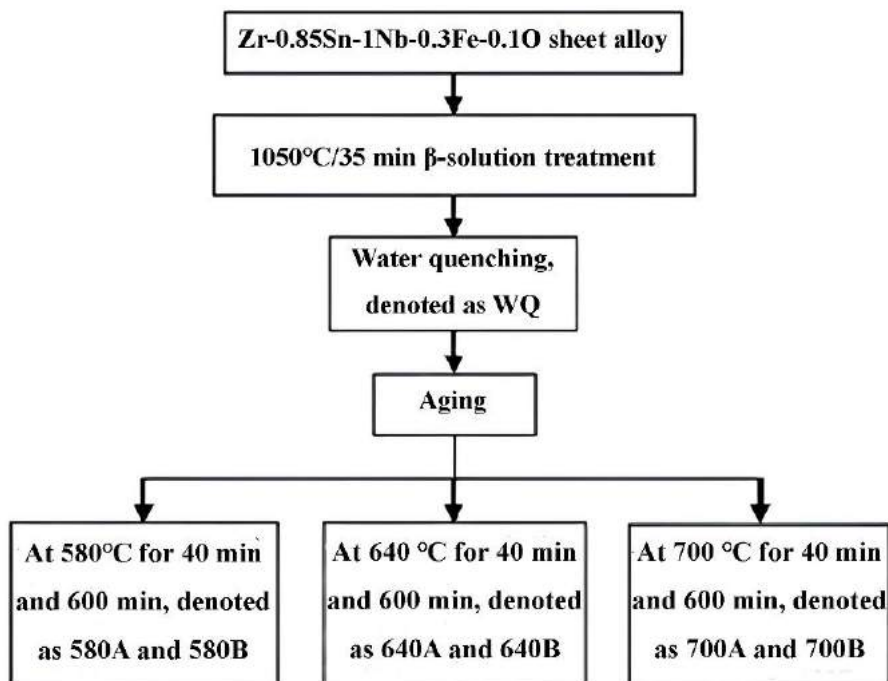 Zr-0.85Sn-1Nb-0.3Fe-0.1O sheet alloy
1050°C/35 min β-solution treatment
Water quenching,
denoted as WQ
Aging
At 580°C for 40 min
and 600 min, denoted
as 580A and 580B
At 640 °C for 40 min
and 600 min, denoted
as 640A and 640B
At 700 °C for 40 min
and 600 min, denoted
as 700A and 700B